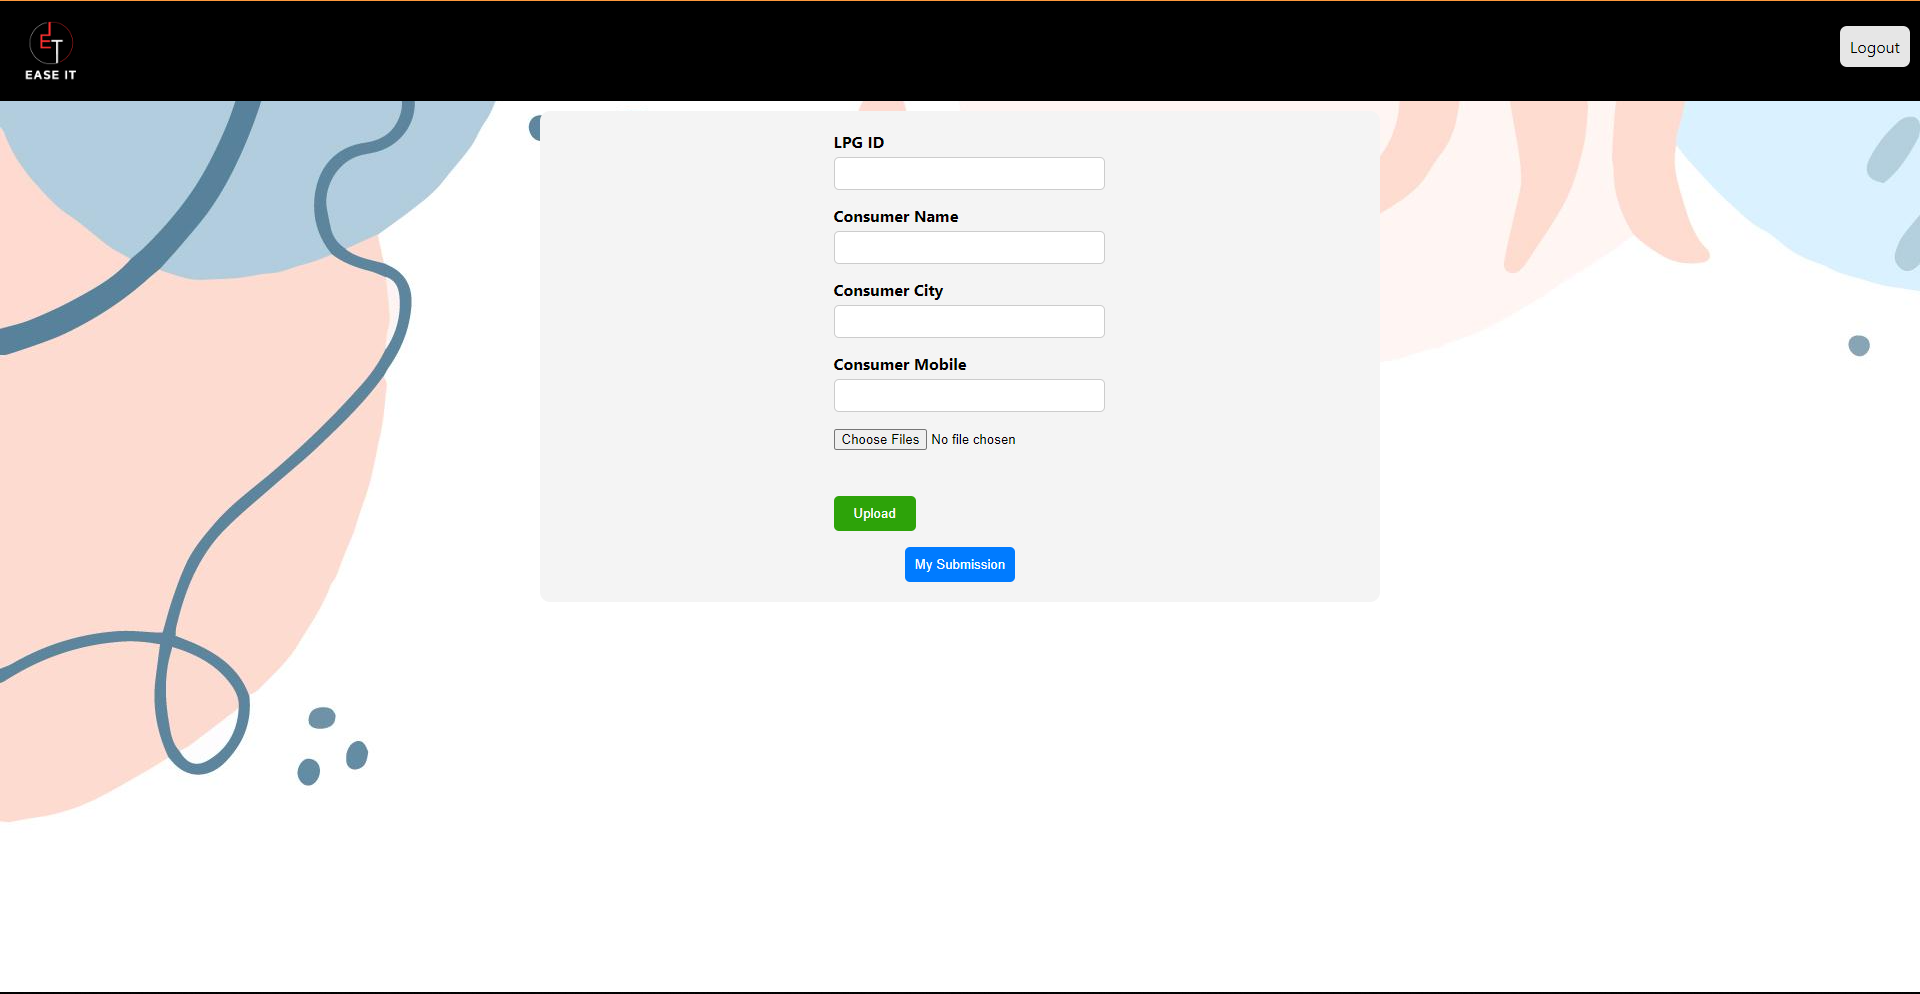 EASE IT
Logout
LPG ID
Consumer Name
Consumer City
Consumer Mobile
Choose Files No file chosen
Upload
My Submission